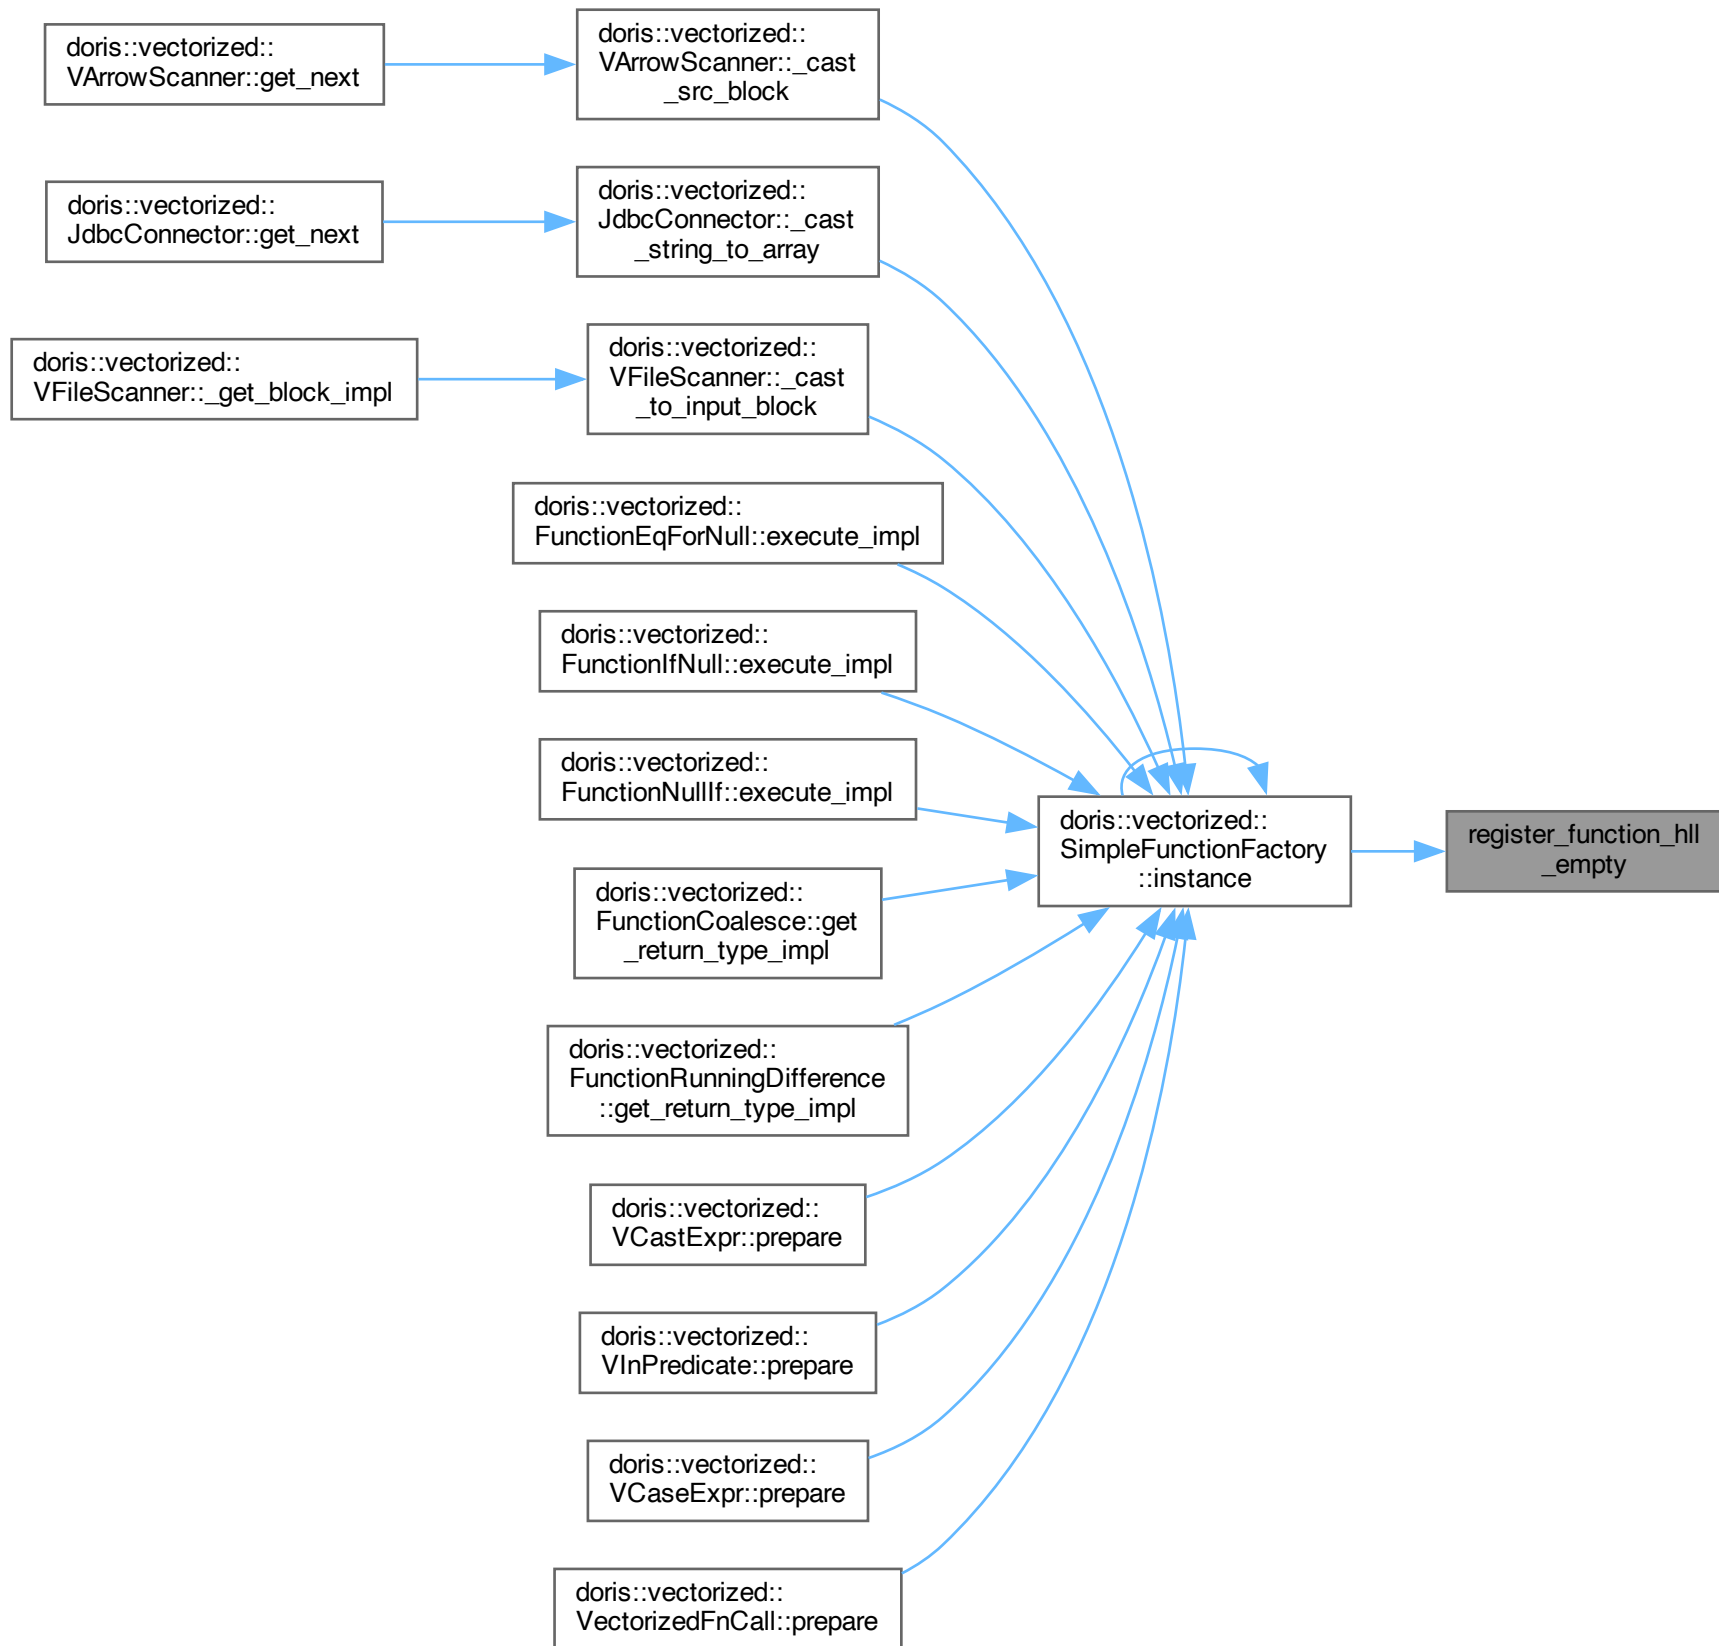 doris::vectorized::
VArrowScanner::get_next
doris::vectorized::
VArrowScanner::_cast
_src_block
doris::vectorized::
JdbcConnector::get_next
doris::vectorized::
JdbcConnector::_cast
_string_to_array
doris::vectorized::
VFileScanner::_get_block_impl
doris::vectorized::
VFileScanner::_cast
_to_input_block
doris::vectorized::
FunctionEqForNull::execute_impl
doris::vectorized::
FunctionIfNull::execute_impl
doris::vectorized::
FunctionNullIf::execute_impl
doris::vectorized::
SimpleFunctionFactory
::instance
register_function_hll
_empty
doris::vectorized::
FunctionCoalesce::get
_return_type_impl
doris::vectorized::
FunctionRunningDifference
::get_return_type_impl
doris::vectorized::
VCastExpr::prepare
doris::vectorized::
VInPredicate::prepare
doris::vectorized::
VCaseExpr::prepare
doris::vectorized::
VectorizedFnCall::prepare